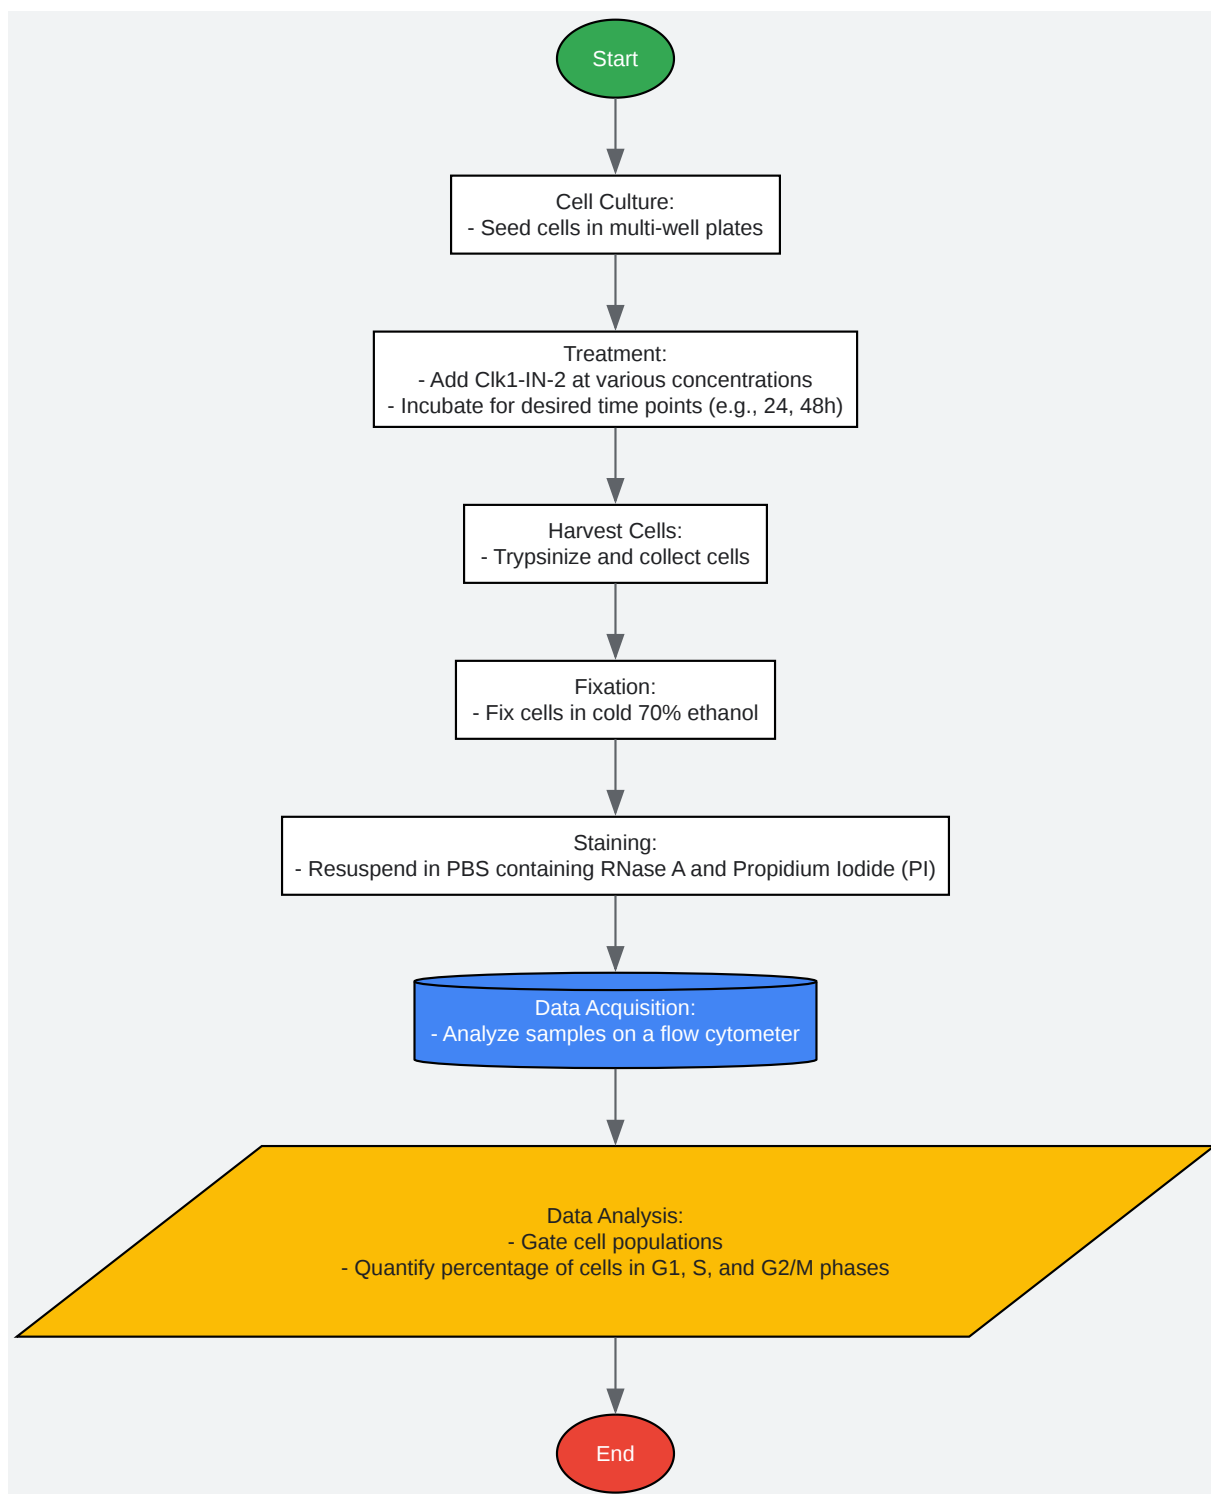 Start
Cell Culture:
- Seed cells in multi-well plates
Treatment:
- Add Clk1-IN-2 at various concentrations
- Incubate for desired time points (e.g., 24, 48h)
Harvest Cells:
- Trypsinize and collect cells
Fixation:
- Fix cells in cold 70% ethanol
Staining:
- Resuspend in PBS containing RNase A and Propidium Iodide (PI)
Data Acquisition:
- Analyze samples on a flow cytometer
Data Analysis:
- Gate cell populations
- Quantify percentage of cells in G1, S, and G2/M phases
End